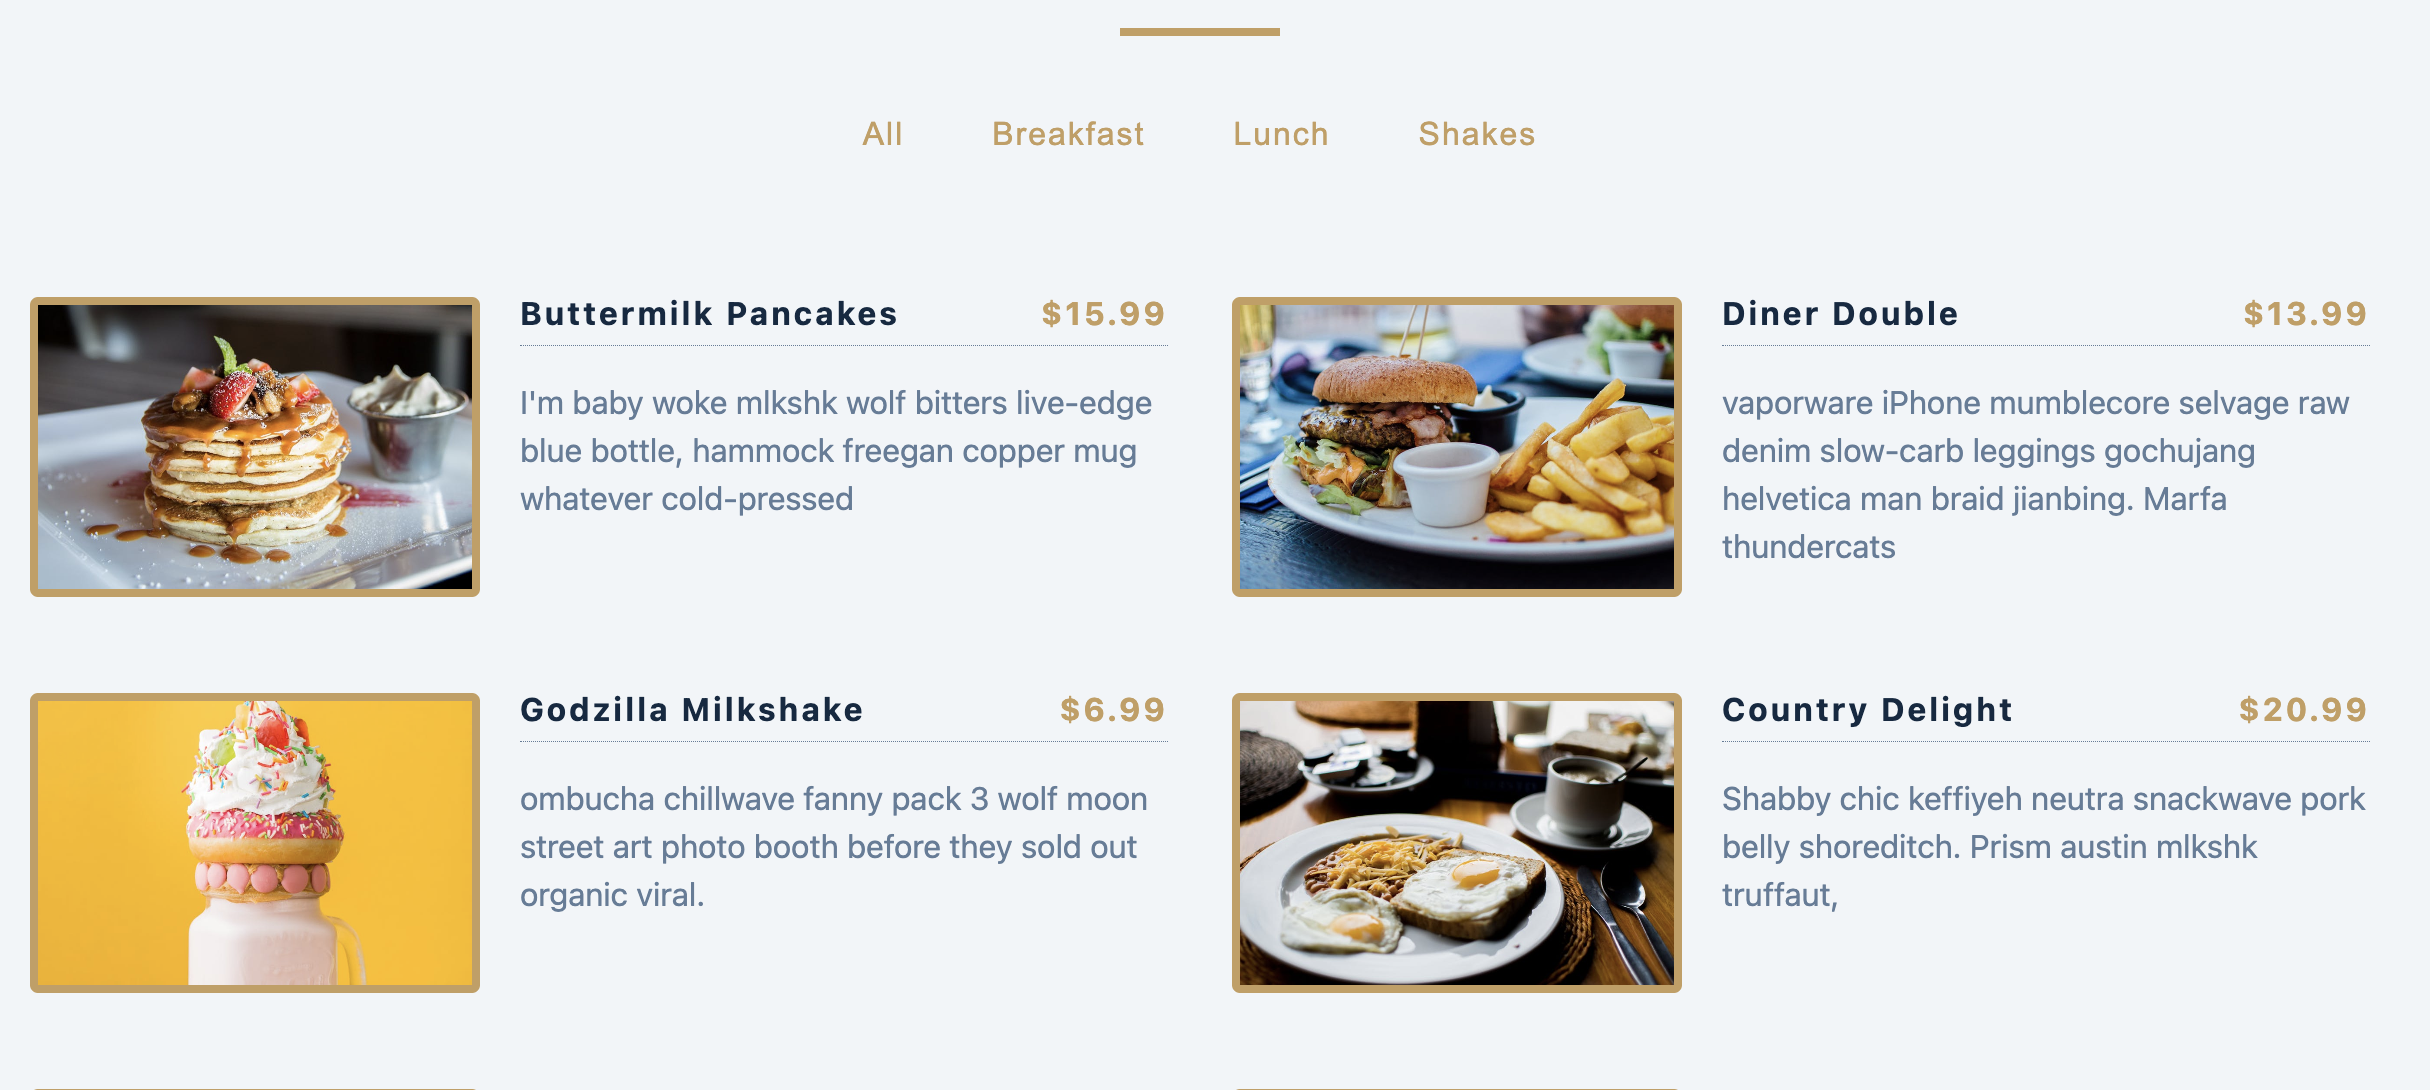 All
Breakfast
Lunch
Shakes
Buttermilk Pancakes
$15.99
I'm baby woke mlkshk wolf bitters live-edge
blue bottle, hammock freegan copper mug
whatever cold-pressed
Diner Double
$13.99
vaporware iPhone mumblecore selvage raw
denim slow-carb leggings gochujang
helvetica man braid jianbing. Marfa
thundercats
Godzilla Milkshake
$6.99
ombucha chillwave fanny pack 3 wolf moon
street art photo booth before they sold out
organic viral.
Country Delight
$20.99
Shabby chic keffiyeh neutra snackwave pork
belly shoreditch. Prism austin mlkshk
truffaut,